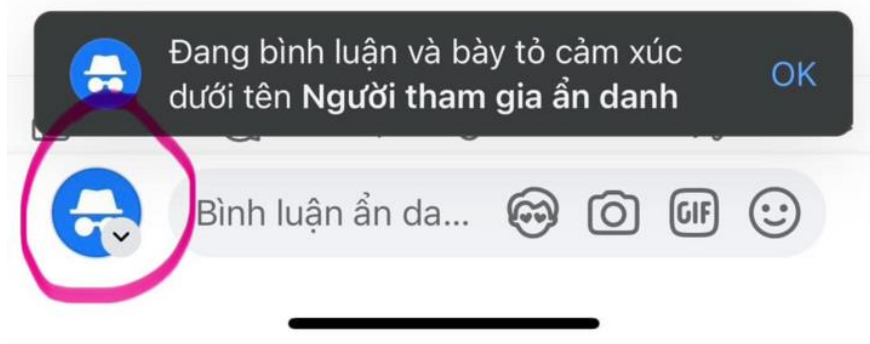 Đang bình luận và bày tỏ cảm xúc
dưới tên Người tham gia ẩn danh
OK
Bình luận ẩn da...
GIF